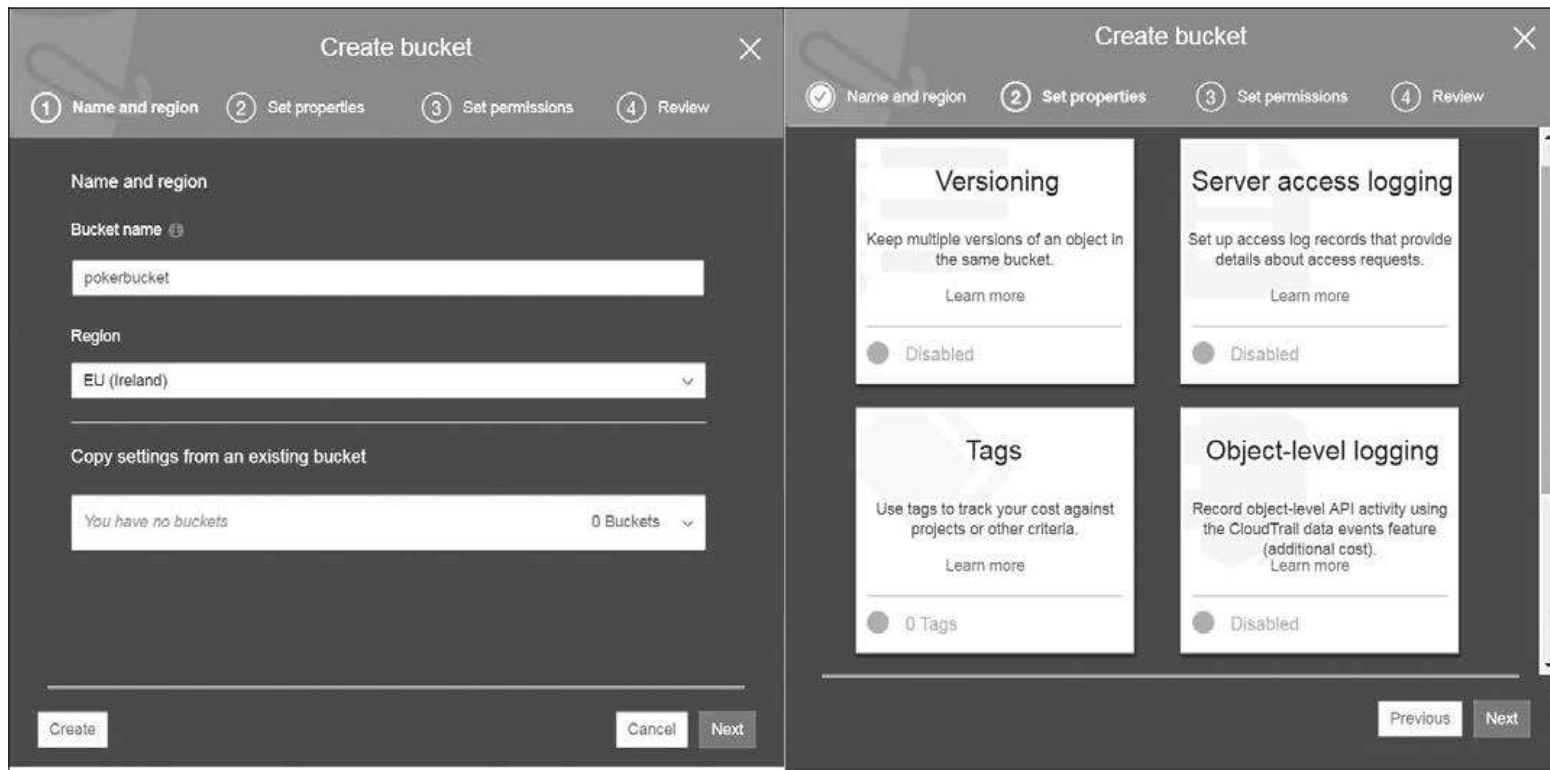 Create bucket
1 Name and region 2 Set properties 3 Set permissions 4 Review
Name and region
Bucket name
pokerbucket
Region
EU (Ireland)
Copy settings from an existing bucket
You have no buckets 0 Buckets
Create Cancel Next
Create bucket
Name and region 2 Set properties 3 Set permissions 4 Review
Versioning
Keep multiple versions of an object in
the same bucket.
Learn more
Disabled
Server access logging
Set up access log records that provide
details about access requests.
Learn more
Disabled
Tags
Use tags to track your cost against
projects or other criteria.
Learn more
0 Tags
Object-level logging
Record object-level API activity using
the CloudTrail data events feature
(additional cost).
Learn more
Disabled
Previous Next